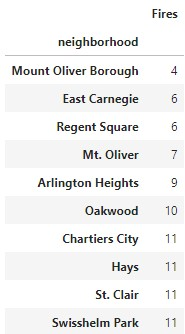 Fires
neighborhood
Mount Oliver Borough 4
East Carnegie 6
Regent Square 6
Mt. Oliver 7
Arlington Heights 9
Oakwood 10
Chartiers City 11
Hays 11
St. Clair 11
Swisshelm Park 11